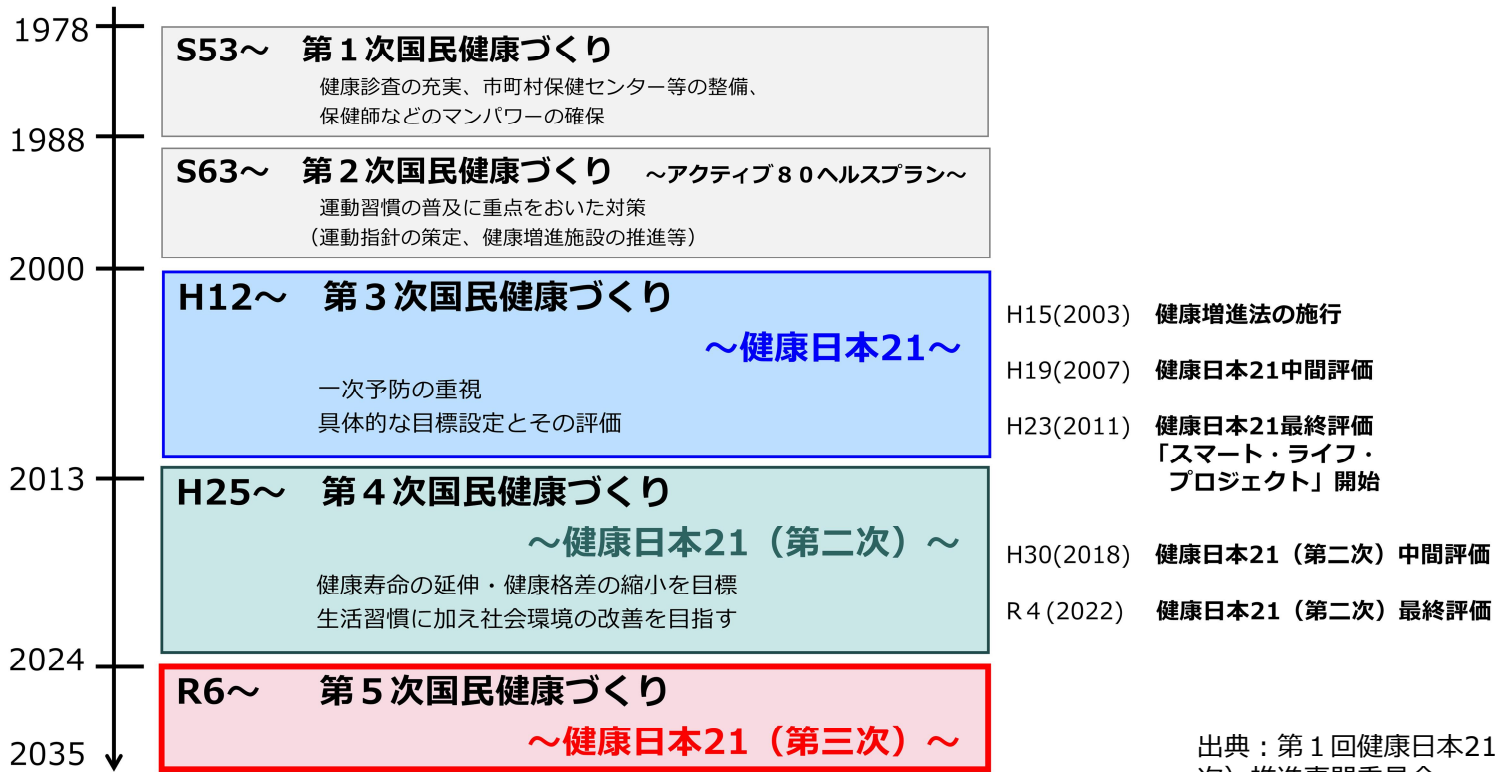 1978
S53～　第１次国民健康づくり
健康診査の充実、市町村保健センター等の整備、
保健師などのマンパワーの確保
1988
S63～　第２次国民健康づくり　～アクティブ８０ヘルスプラン～
運動習慣の普及に重点をおいた対策
（運動指針の策定、健康増進施設の推進等）
2000
H12～　第３次国民健康づくり
～健康日本21～
一次予防の重視
具体的な目標設定とその評価
H15(2003)　健康増進法の施行
H19(2007)　健康日本21中間評価
H23(2011)　健康日本21最終評価
「スマート・ライフ・
プロジェクト」開始
2013
H25～　第４次国民健康づくり
～健康日本21（第二次）～
健康寿命の延伸・健康格差の縮小を目標
生活習慣に加え社会環境の改善を目指す
H30(2018)　健康日本21（第二次）中間評価
R４(2022)　健康日本21（第二次）最終評価
2024
R6～　第５次国民健康づくり
～健康日本21（第三次）～
2035
出典：第１回健康日本21
次）推進専門委員会